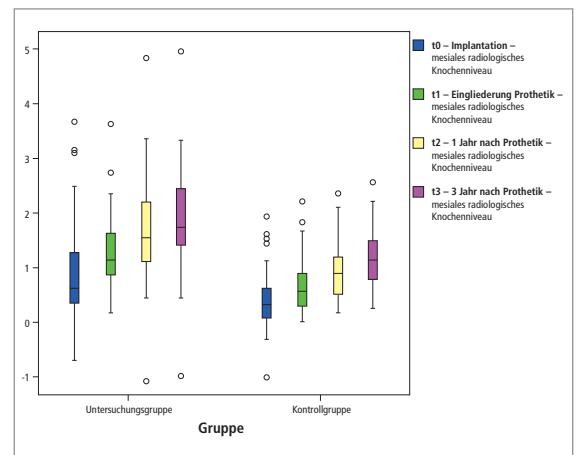 5
4
3
2
1
0
-1
Untersuchungsgruppe
Kontrollgruppe
Gruppe
t0 – Implantation –
mesiales radiologisches
Knochenniveau
t1 – Eingliederung Prothetik –
mesiales radiologisches
Knochenniveau
t2 – 1 Jahr nach Prothetik –
mesiales radiologisches
Knochenniveau
t3 – 3 Jahr nach Prothetik –
mesiales radiologisches
Knochenniveau